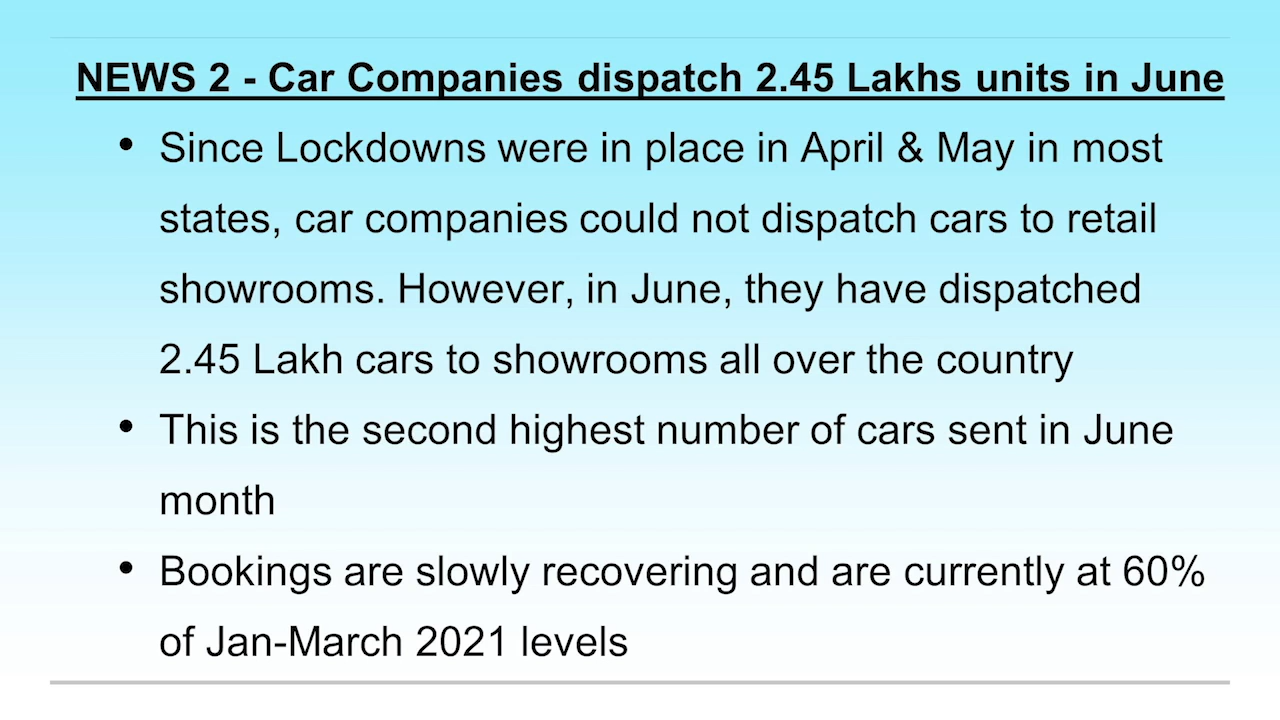 NEWS 2 - Car Companies dispatch 2.45 Lakhs units in June
• Since Lockdowns were in place in April & May in most
states, car companies could not dispatch cars to retail
showrooms. However, in June, they have dispatched
2.45 Lakh cars to showrooms all over the country
• This is the second highest number of cars sent in June
month
• Bookings are slowly recovering and are currently at 60%
of Jan-March 2021 levels